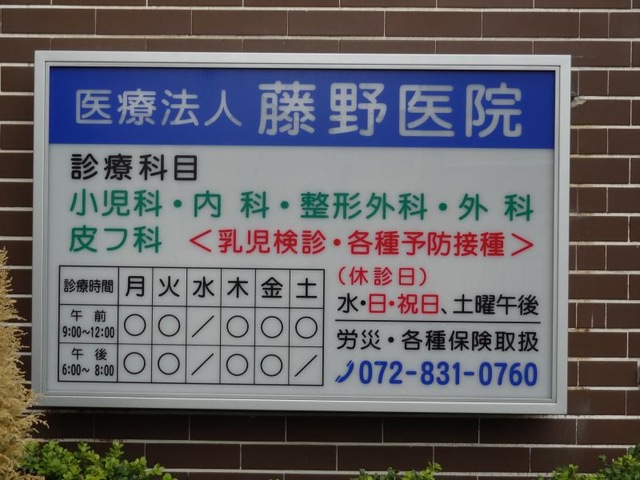 医療法人 藤野医院
診療科目
小児科・内科・整形外科・外科
皮フ科 <乳児検診・各種予防接種>
診療時間 月 火 水 木 金 土
午前 9:00~12:00 ○ ○ / ○ ○ ○
午後 6:00~8:00 ○ ○ / ○ ○ /
(休診日)
水・日・祝日、土曜午後
労災・各種保険取扱
072-831-0760